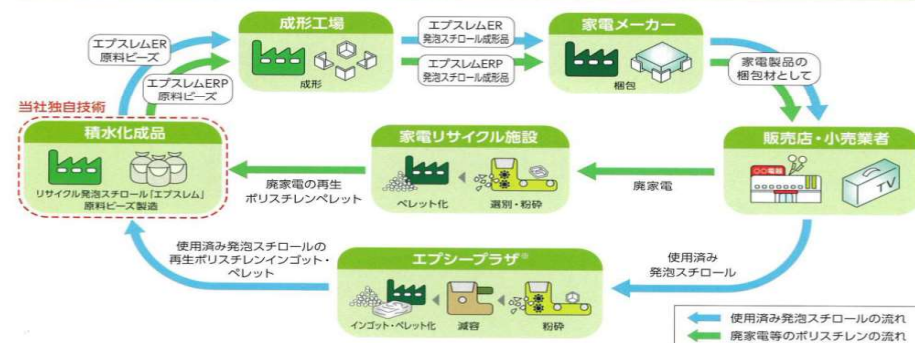 成形工場
成形
エプスレムER
発泡スチロール成形品
エプスレムERP
発泡スチロール成形品
家電メーカー
梱包
エプスレムER
原料ビーズ
エプスレムERP
原料ビーズ
家電製品の
梱包材として
当社独自技術
積水化成品
リサイクル発泡スチロール「エプスレム」
原料ビーズ製造
家電リサイクル施設
ペレット化
選別・粉砕
販売店・小売業者
〇〇電器
TV
廃家電の再生
ポリスチレンペレット
廃家電
使用済み発泡スチロールの
再生ポリスチレンインゴット・
ペレット
エプシープラザ®
インゴット・ペレット化
減容
粉砕
使用済み
発泡スチロール
使用済み発泡スチロールの流れ
廃家電等のポリスチレンの流れ